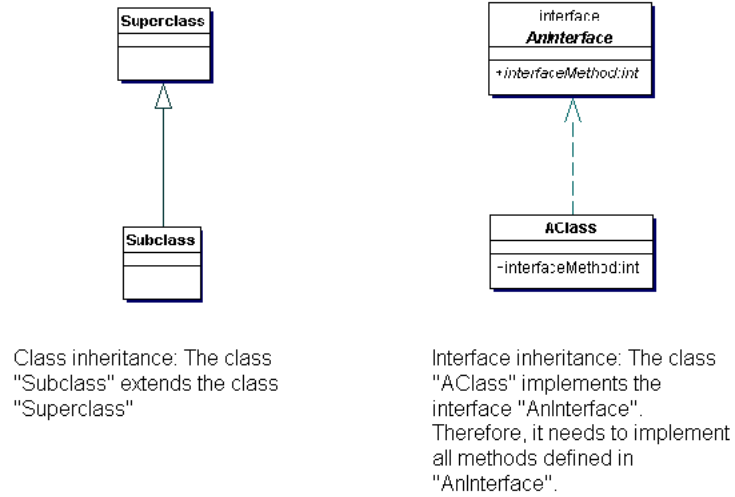 Superclass
Subclass
Class inheritance: The class
"Subclass" extends the class
"Superclass"
interface
AnInterface
+interfaceMethod:int
AClass
+interfaceMethod:int
Interface inheritance: The class
"AClass" implements the
interface "AnInterface".
Therefore, it needs to implement
all methods defined in
"AnInterface".